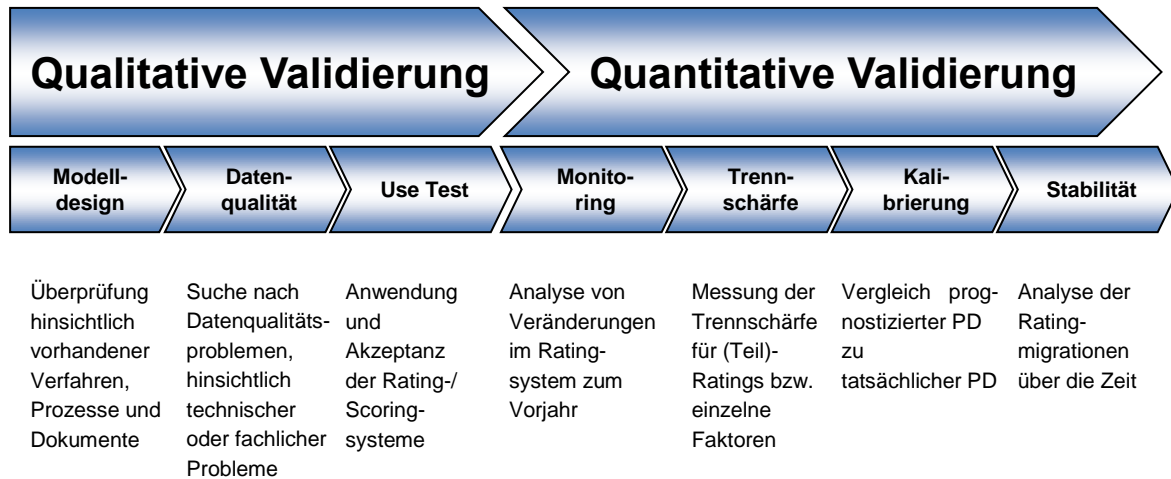 Qualitative Validierung
Quantitative Validierung
Modell-
design
Daten-
qualität
Use Test
Monito-
ring
Trenn-
schärfe
Kali-
brierung
Stabilität
Überprüfung
hinsichtlich
vorhandener
Verfahren,
Prozesse und
Dokumente
Suche nach
Datenqualitäts-
problemen,
hinsichtlich
technischer
oder fachlicher
Probleme
Anwendung
und
Akzeptanz
der Rating-/
Scoring-
systeme
Analyse von
Veränderungen
im Rating-
system zum
Vorjahr
Messung der
Trennschärfe
für (Teil)-
Ratings bzw.
einzelne
Faktoren
Vergleich prog-
nostizierter PD
zu
tatsächlicher PD
Analyse der
Rating-
migrationen
über die Zeit